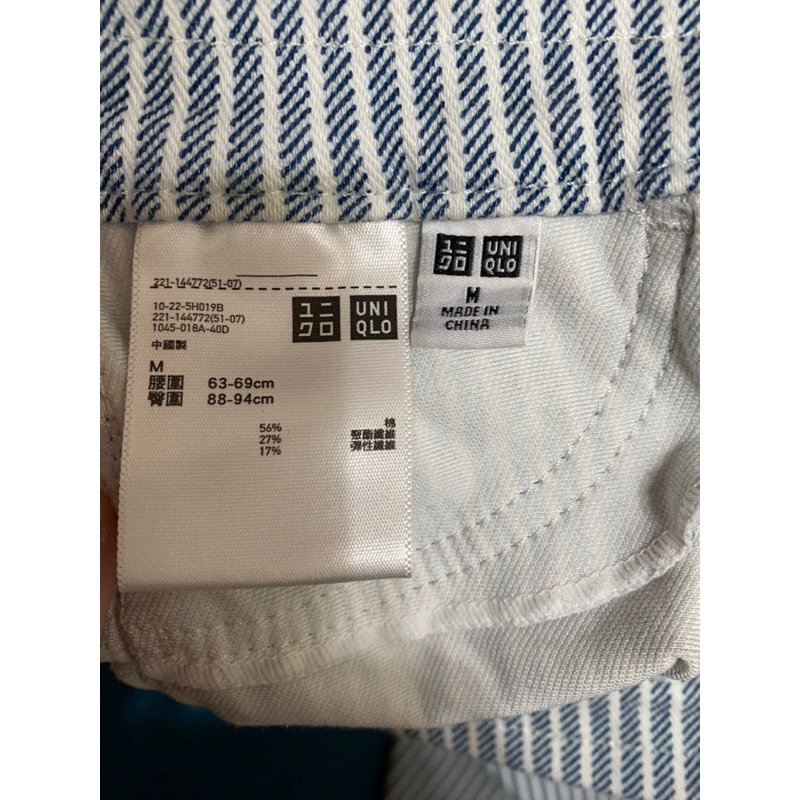 221-144772(51-07)
10-22-5H019B
221-144772(51-07)
1045-018A-40D
ユニ
クロ
UNI
QLO
中國製
M
腰圍 63-69cm
臀圍 88-94cm
56% 棉
27% 聚酯纖維
17% 彈性纖維
ユニ
クロ
UNI
QLO
M
MADE IN
CHINA